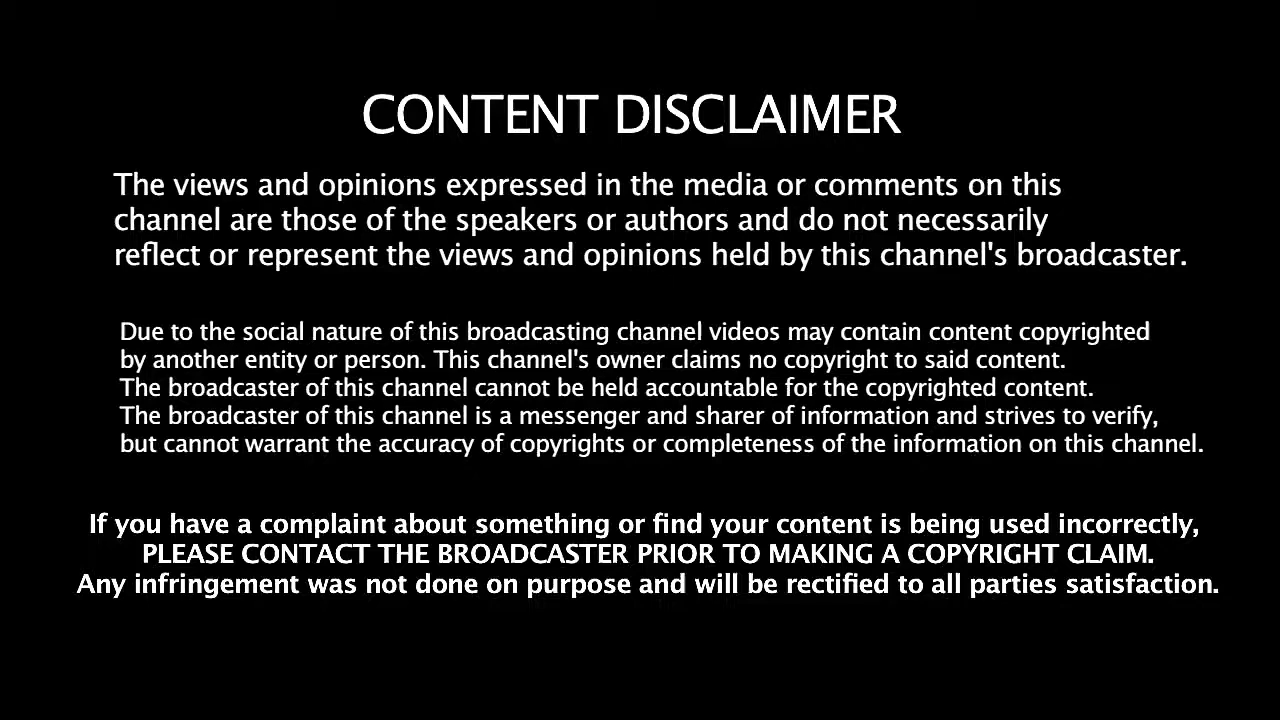 CONTENT DISCLAIMER
The views and opinions expressed in the media or comments on this
channel are those of the speakers or authors and do not necessarily
reflect or represent the views and opinions held by this channel's broadcaster.
Due to the social nature of this broadcasting channel videos may contain content copyrighted
by another entity or person. This channel's owner claims no copyright to said content.
The broadcaster of this channel cannot be held accountable for the copyrighted content.
The broadcaster of this channel is a messenger and sharer of information and strives to verify,
but cannot warrant the accuracy of copyrights or completeness of the information on this channel.
If you have a complaint about something or find your content is being used incorrectly,
PLEASE CONTACT THE BROADCASTER PRIOR TO MAKING A COPYRIGHT CLAIM.
Any infringement was not done on purpose and will be rectified to all parties satisfaction.